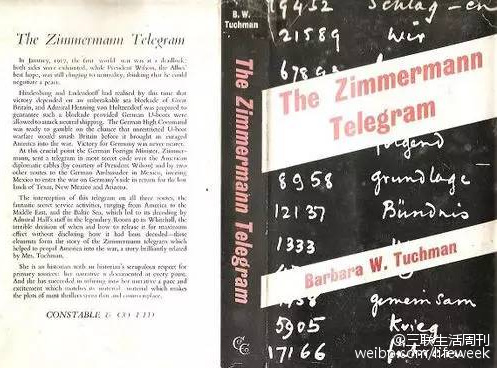 The Zimmermann Telegram
In January, 1917, the first world war was at a deadlock:
both sides were exhausted, while President Wilson, the Allies'
best hope, was still clinging to neutrality, thinking that he could
negotiate a peace.
Hindenburg and Ludendorff had realised by this time that
victory depended on an unbreakable sea blockade of Great
Britain, and Admiral Henning von Holtzendorff was prepared to
guarantee such a blockade provided German U-boats were
allowed to attack neutral shipping. The German High Command
was ready to gamble on the chance that unrestricted U-boat
warfare would crush Britain before it brought in enraged
America into the war. Victory for Germany was never nearer.
At this crucial point the German Foreign Minister, Zimmer-
mann, sent a telegram in most secret code over the American
diplomatic cables (by courtesy of President Wilson) and by two
other routes to the German Ambassador in Mexico, inviting
Mexico to enter the war on Germany's side in return for the lost
lands of Texas, New Mexico and Arizona.
The interception of this telegram on all three routes, the
fantastic secret service activities, ranging from America to the
Middle East, and the Baltic Sea, which led to its decoding by
Admiral Hall's staff in the legendary Room 40 in Whitehall, the
terrible decision of when and how to release it for maximum
effect without disclosing how it had been decoded—these
elements form the story of the Zimmermann telegram which
helped to propel America into the war, a story brilliantly related
by Mrs. Tuchman.
She is an historian with an historian's scrupulous respect for
primary sources: her narrative is documented at every point.
And she has succeeded in infusing into her narrative a pace and
excitement which matches its material, material which makes
the plots of most thrillers seem thin and commonplace.
CONSTABLE & CO LTD
B. W.
Tuchman
The Zimmermann Telegram
19452 Schlag-en
21589 wir
6789
The Zimmermann
Telegram
8958 grundlage
12137 Bündnis
1333
Barbara W. Tuchman
58 gemeinsam
5905 Krieg
17166
@三联生活周刊
weibo.com/lifeweek